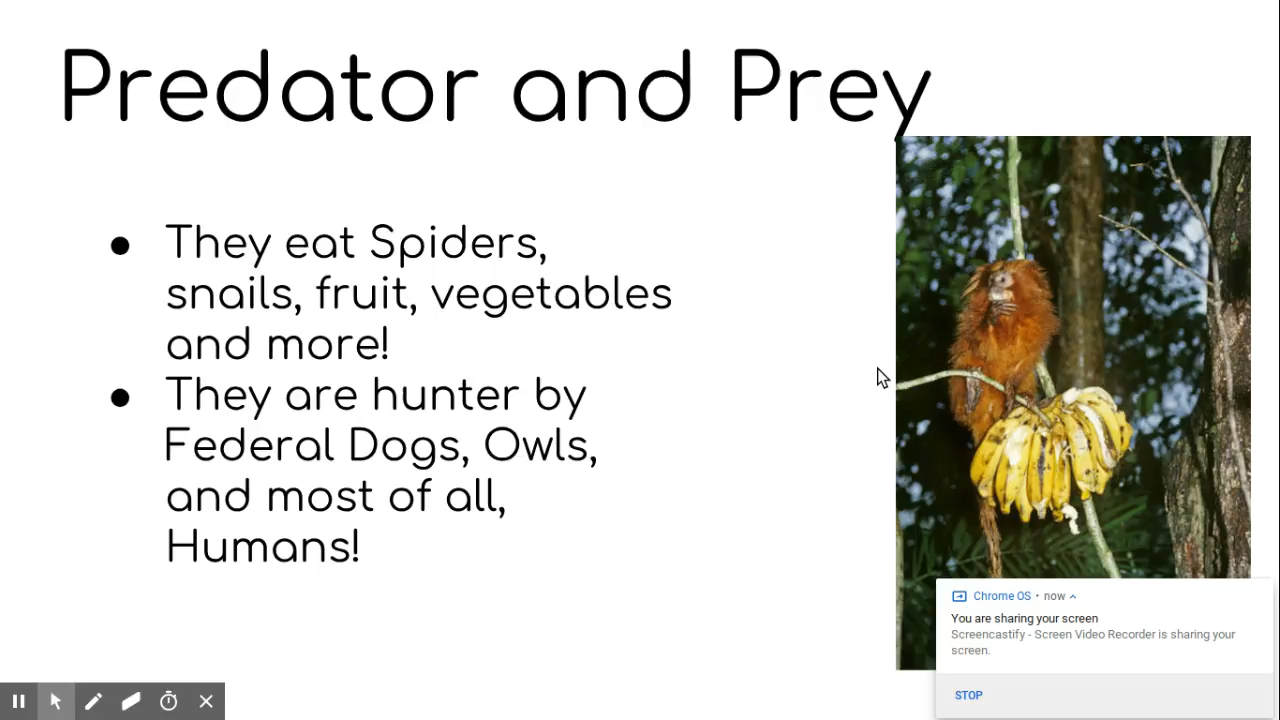 Predator and Prey
● They eat Spiders,
snails, fruit, vegetables
and more!
● They are hunter by
Federal Dogs, Owls,
and most of all,
Humans!
Chrome OS • now
You are sharing your screen
Screencastify - Screen Video Recorder is sharing your
screen.
STOP